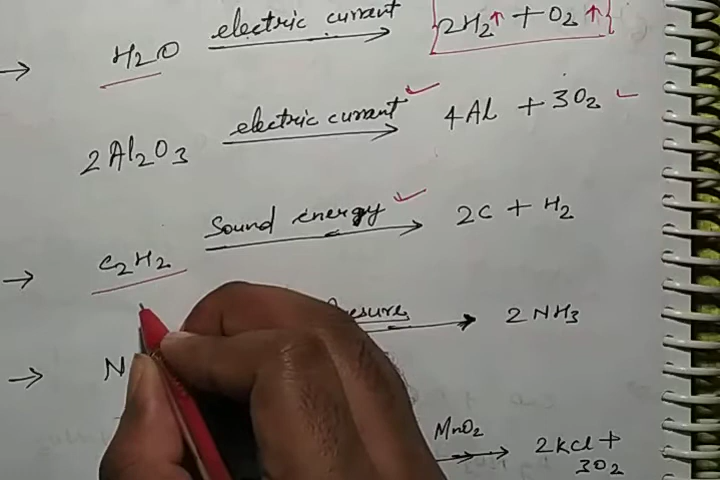 → H2O electric current → 2H2↑ + O2↑
2Al2O3 electric current → 4Al + 3O2
→ C2H2 Sound energy → 2C + H2
→ N → 2NH3
MnO2 → 2KCl +
3O2